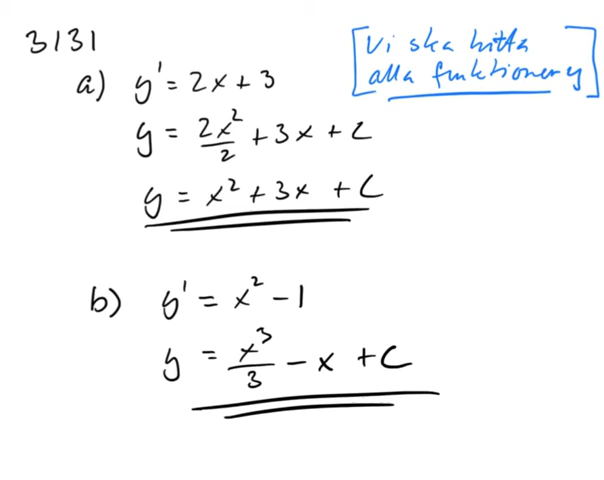 3131
[Vi ska hitta
alla funktioner y]
a) y' = 2x + 3
y = 2x²/2 + 3x + C
y = x² + 3x + C
b) y' = x² - 1
y = x³/3 - x + C